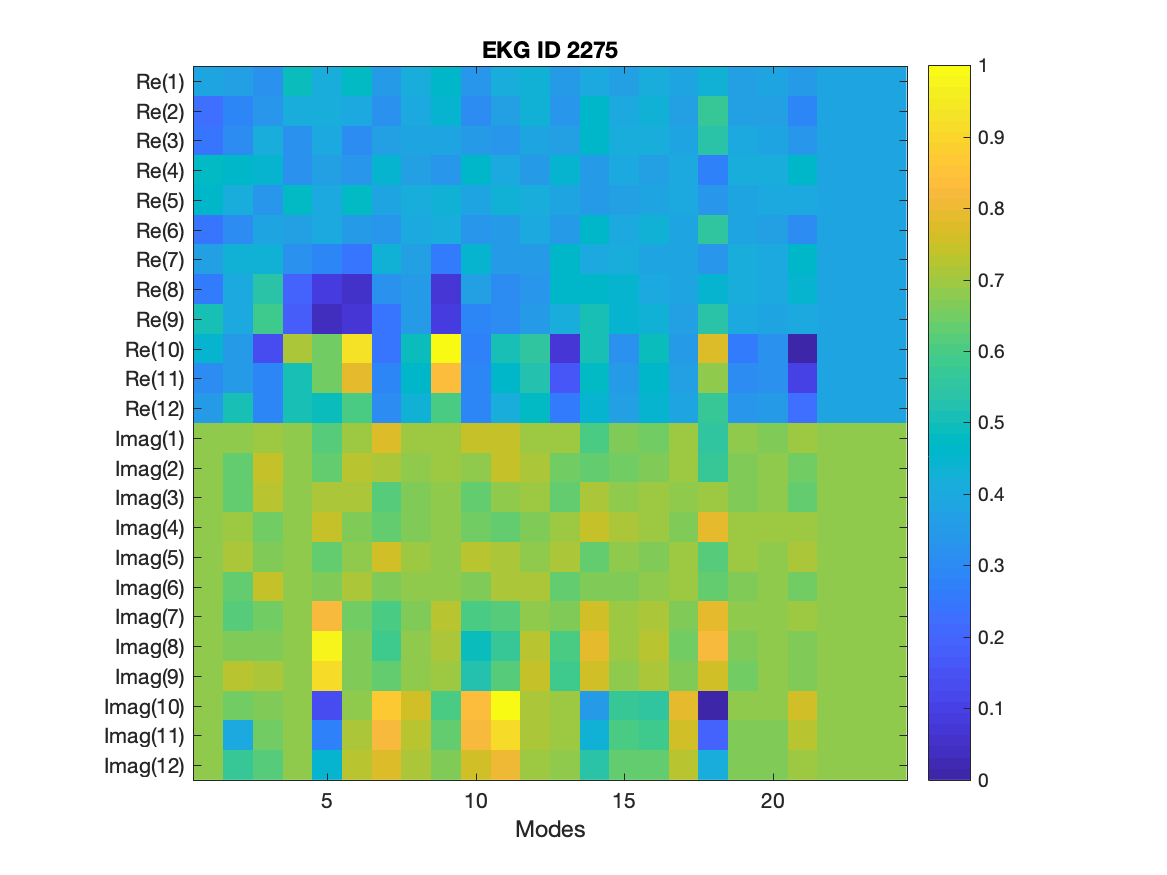 EKG ID 2275
Re(1)
Re(2)
Re(3)
Re(4)
Re(5)
Re(6)
Re(7)
Re(8)
Re(9)
Re(10)
Re(11)
Re(12)
Imag(1)
Imag(2)
Imag(3)
Imag(4)
Imag(5)
Imag(6)
Imag(7)
Imag(8)
Imag(9)
Imag(10)
Imag(11)
Imag(12)
5 10 15 20
Modes
1
0.9
0.8
0.7
0.6
0.5
0.4
0.3
0.2
0.1
0